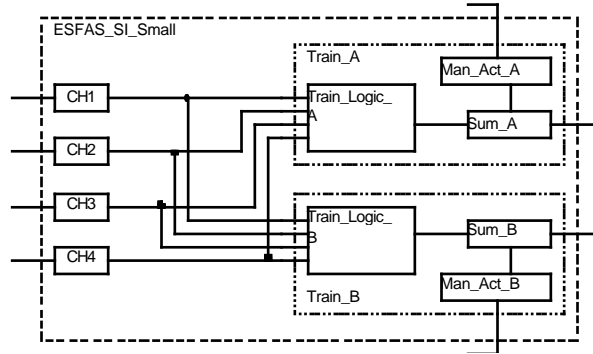 ESFAS_SI_Small
Train_A
Man_Act_A
CH1
Train_Logic_
A
Sum_A
CH2
CH3
Train_Logic_
B
Sum_B
CH4
Man_Act_B
Train_B